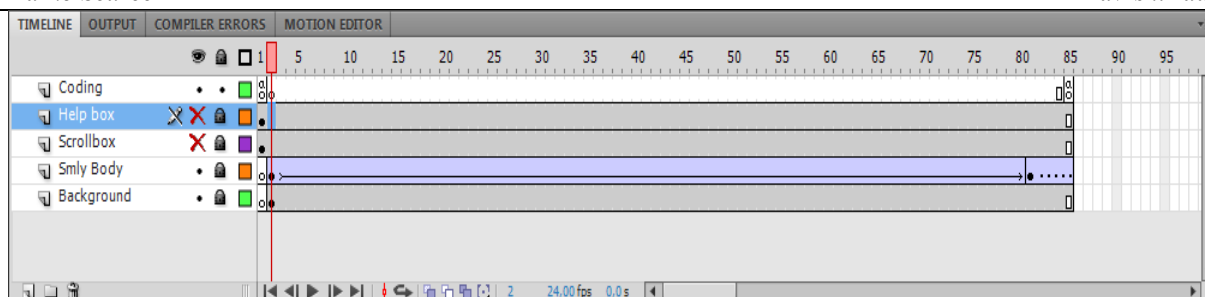 TIMELINE OUTPUT COMPILER ERRORS MOTION EDITOR
1 5 10 15 20 25 30 35 40 45 50 55 60 65 70 75 80 85 90 95
Coding
Help box
Scrollbox
Smly Body
Background
2 24.00 fps 0.0 s